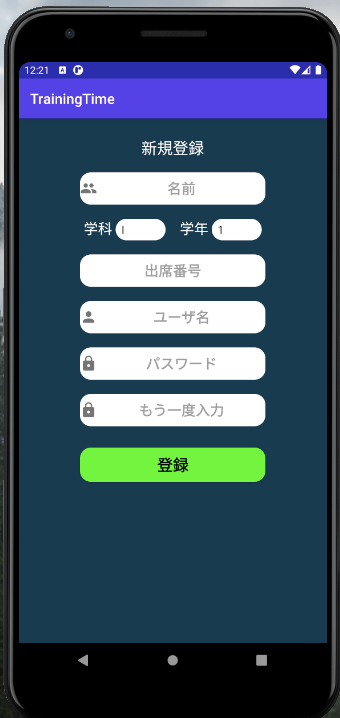 12:21
TrainingTime
新規登録
名前
学科 I 学年 1
出席番号
ユーザ名
パスワード
もう一度入力
登録